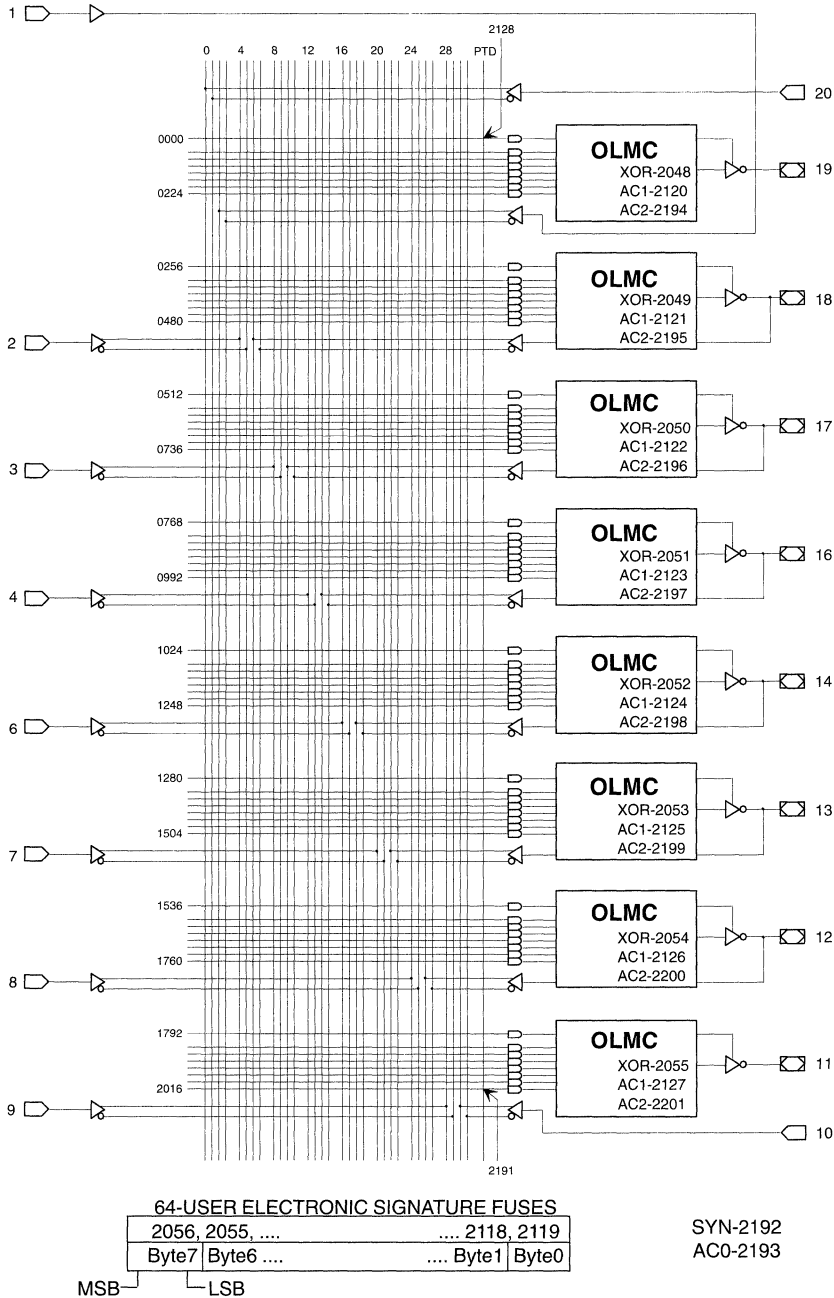 1
2128
0 4 8 12 16 20 24 28 PTD
20
0000
OLMC
XOR-2048
19
0224
AC1-2120
AC2-2194
0256
OLMC
XOR-2049
18
0480
AC1-2121
2
AC2-2195
0512
OLMC
XOR-2050
17
0736
AC1-2122
3
AC2-2196
0768
OLMC
XOR-2051
16
0992
AC1-2123
4
AC2-2197
1024
OLMC
XOR-2052
14
1248
AC1-2124
6
AC2-2198
1280
OLMC
XOR-2053
13
1504
AC1-2125
7
AC2-2199
1536
OLMC
XOR-2054
12
1760
AC1-2126
8
AC2-2200
1792
OLMC
XOR-2055
11
2016
AC1-2127
9
AC2-2201
10
2191
64-USER ELECTRONIC SIGNATURE FUSES
2056, 2055, .... .... 2118, 2119
Byte7 Byte6 .... .... Byte1 Byte0
MSB LSB
SYN-2192
AC0-2193